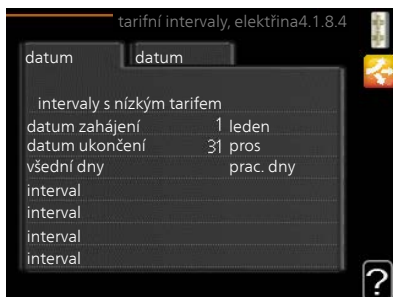 tarifní intervaly, elektřina4.1.8.4
datum datum
intervaly s nízkým tarifem
datum zahájení 1 leden
datum ukončení 31 pros
všední dny prac. dny
interval
interval
interval
interval
?